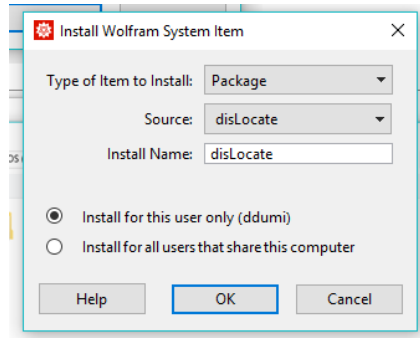 Install Wolfram System Item
Type of Item to Install: Package
Source: disLocate
Install Name: disLocate
Install for this user only (ddumi)
Install for all users that share this computer
Help OK Cancel